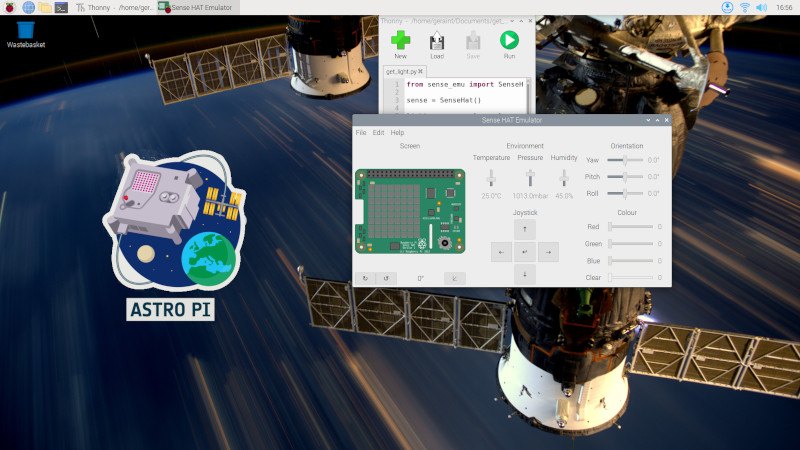 Thonny - /home/gera...
Sense HAT Emulator
16:56
Wastebasket
Thonny - /home/geraint/Documents/get_
New
Load
Save
Run
get_light.py
1
from sense_emu import SenseH
2
3
sense = SenseHat()
4
Sense HAT Emulator
File Edit Help
Screen
Environment
Orientation
Temperature Pressure Humidity
25.0°C 1013.0mbar 45.0%
Yaw 0.0°
Pitch 0.0°
Roll 0.0°
Joystick
Colour
Red 0
Green 0
Blue 0
Clear 0
0°
ASTRO PI